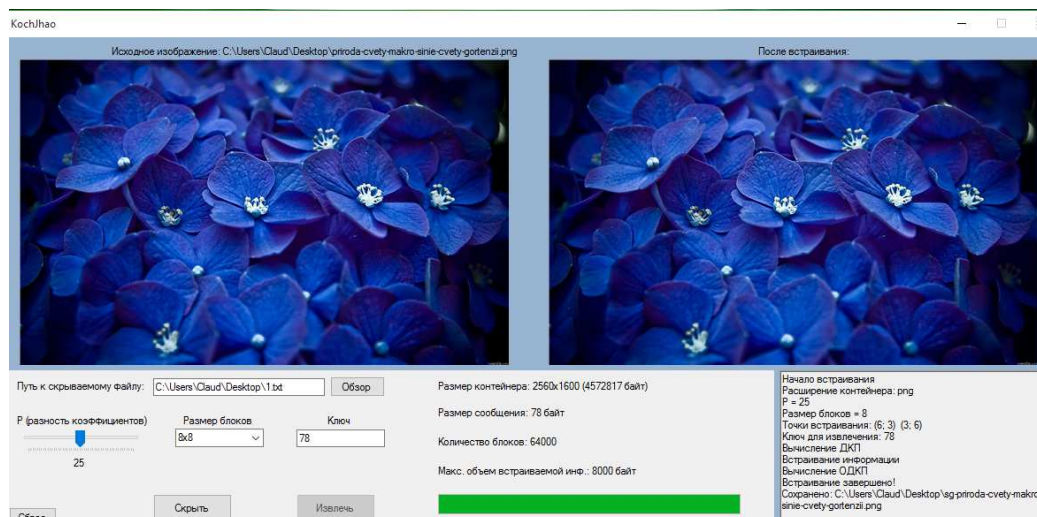 KochJhao
Исходное изображение: C:\Users\Claud\Desktop\priroda-cvety-makro-sinie-cvety-gortenzii.png
После встраивания:
Путь к скрываемому файлу:
C:\Users\Claud\Desktop\1.txt
Обзор
P (разность коэффициентов)
25
Размер блоков
8x8
Ключ
78
Скрыть
Извлечь
Размер контейнера: 2560x1600 (4572817 байт)
Размер сообщения: 78 байт
Количество блоков: 64000
Макс. объем встраиваемой инф.: 8000 байт
Начало встраивания
Расширение контейнера: png
P = 25
Размер блоков = 8
Точки встраивания: (6; 3) (3; 6)
Ключ для извлечения: 78
Вычисление ДКП
Встраивание информации
Вычисление ОДКП
Встраивание завершено!
Сохранено: C:\Users\Claud\Desktop\sg-priroda-cvety-makro
sinie-cvety-gortenzii.png